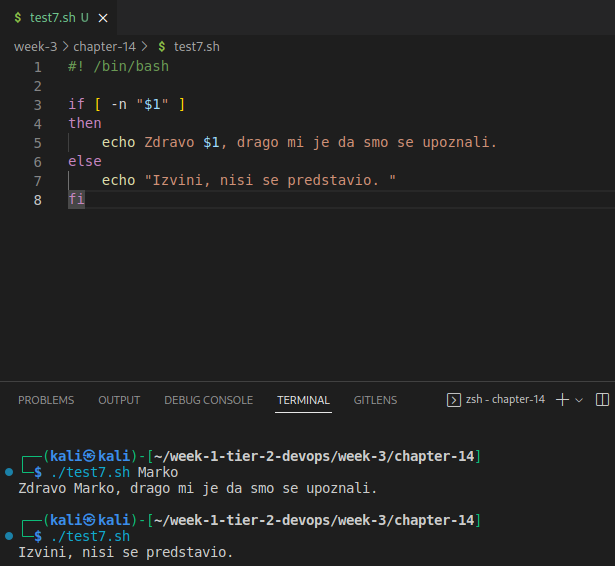 $ test7.sh U ×
week-3 > chapter-14 > $ test7.sh
1 #! /bin/bash
2
3 if [ -n "$1" ]
4 then
5 echo Zdravo $1, drago mi je da smo se upoznali.
6 else
7 echo "Izvini, nisi se predstavio. "
8 fi
PROBLEMS OUTPUT DEBUG CONSOLE TERMINAL GITLENS zsh - chapter-14
┌──(kali㉿kali)-[~/week-1-tier-2-devops/week-3/chapter-14]
└─$ ./test7.sh Marko
Zdravo Marko, drago mi je da smo se upoznali.
┌──(kali㉿kali)-[~/week-1-tier-2-devops/week-3/chapter-14]
└─$ ./test7.sh
Izvini, nisi se predstavio.